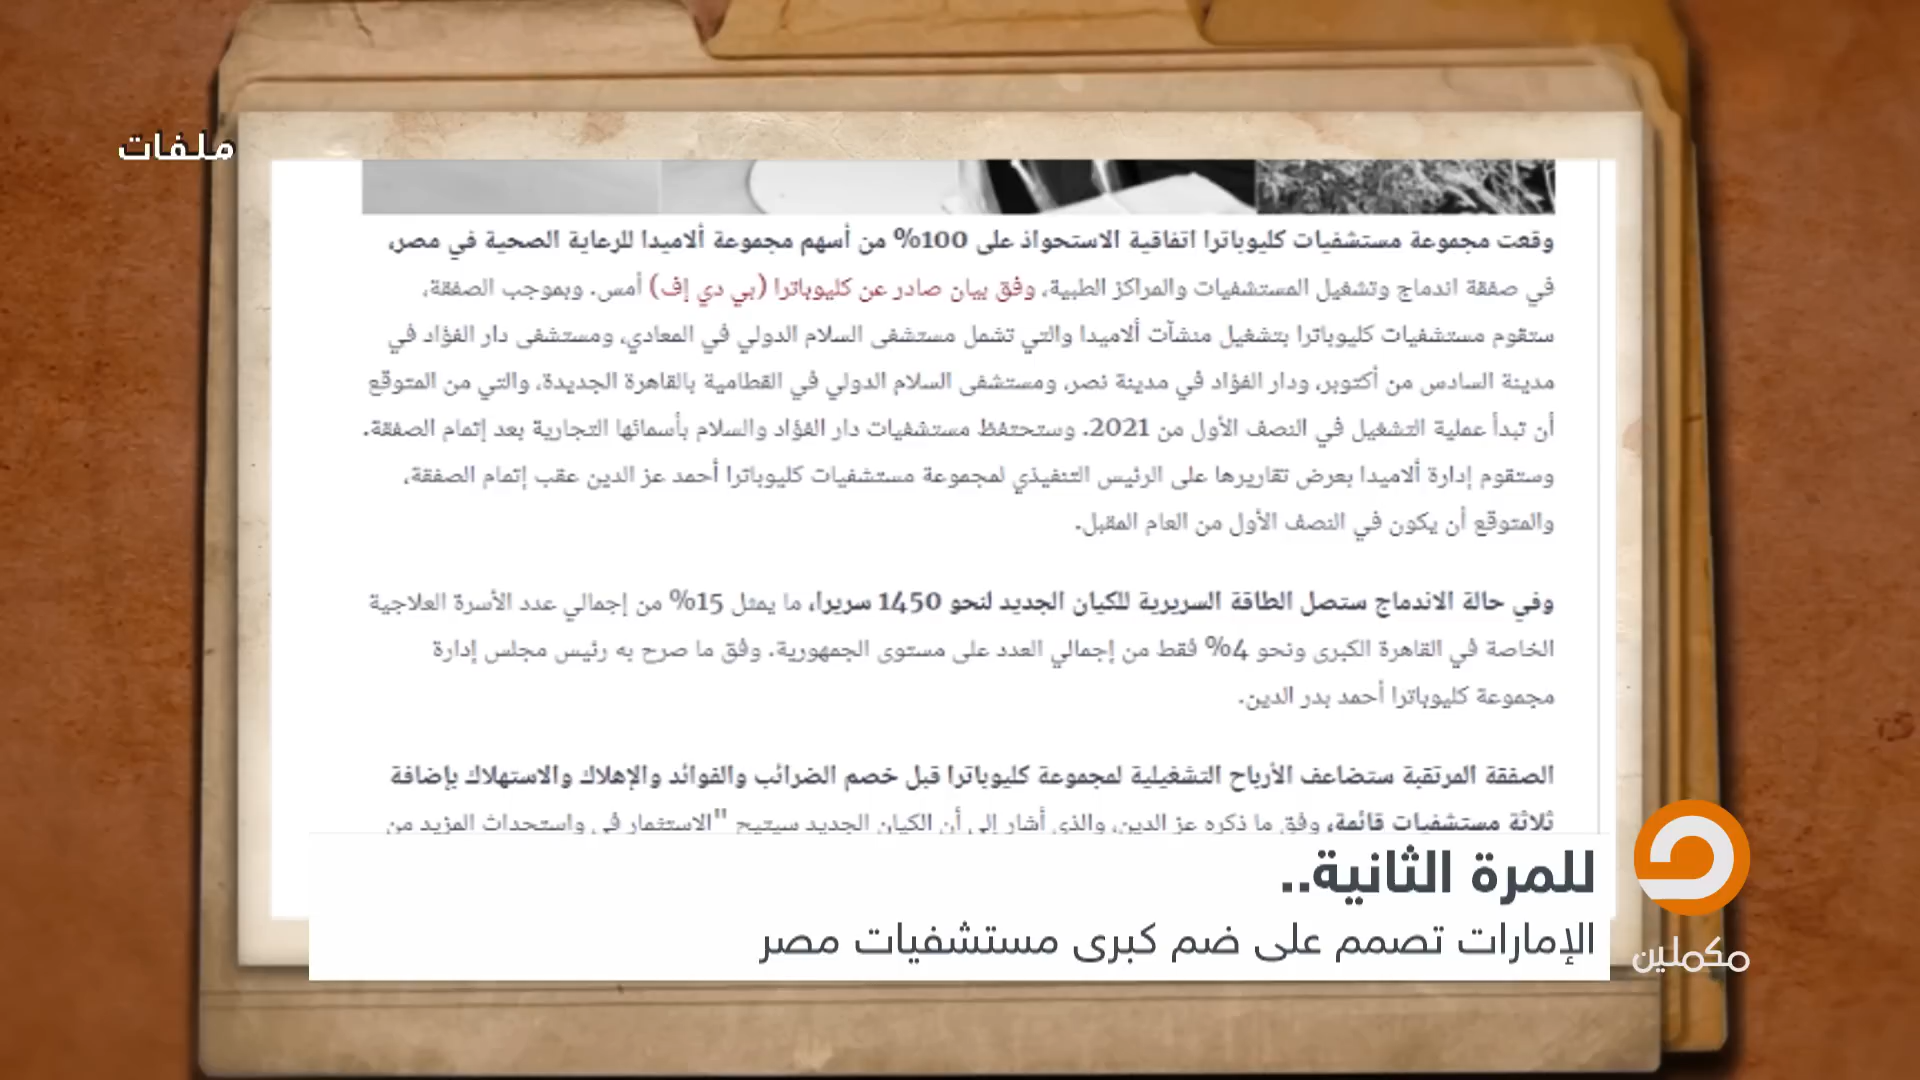 ملفات
وقعت مجموعة مستشفيات كليوباترا اتفاقية الاستحواذ على 100% من أسهم مجموعة ألاميدا للرعاية الصحية في مصر،
في صفقة اندماج وتشغيل المستشفيات والمراكز الطبية، وفق بيان صادر عن كليوباترا (بي دي إف) أمس. وبموجب الصفقة،
ستقوم مستشفيات كليوباترا بتشغيل منشآت ألاميدا والتي تشمل مستشفى السلام الدولي في المعادي، ومستشفى دار الفؤاد في
مدينة السادس من أكتوبر، ودار الفؤاد في مدينة نصر، ومستشفى السلام الدولي في القطامية بالقاهرة الجديدة، والتي من المتوقع
أن تبدأ عملية التشغيل في النصف الأول من 2021. وستحتفظ مستشفيات دار الفؤاد والسلام بأسمائها التجارية بعد إتمام الصفقة.
وستقوم إدارة ألاميدا بعرض تقاريرها على الرئيس التنفيذي لمجموعة مستشفيات كليوباترا أحمد عز الدين عقب إتمام الصفقة،
والمتوقع أن يكون في النصف الأول من العام المقبل.
وفي حالة الاندماج ستصل الطاقة السريرية للكيان الجديد لنحو 1450 سريرا، ما يمثل 15% من إجمالي عدد الأسرة العلاجية
الخاصة في القاهرة الكبرى ونحو 4% فقط من إجمالي العدد على مستوى الجمهورية. وفق ما صرح به رئيس مجلس إدارة
مجموعة كليوباترا أحمد بدر الدين.
الصفقة المرتقبة ستضاعف الأرباح التشغيلية لمجموعة كليوباترا قبل خصم الضرائب والفوائد والإهلاك والاستهلاك بإضافة
ثلاثة مستشفيات قائمة، وفق ما ذكره عز الدين، والذي أشار إلى أن الكيان الجديد سيتيح "الاستثمار في واستحداث المزيد من
للمرة الثانية..
الإمارات تصمم على ضم كبرى مستشفيات مصر
مكملين